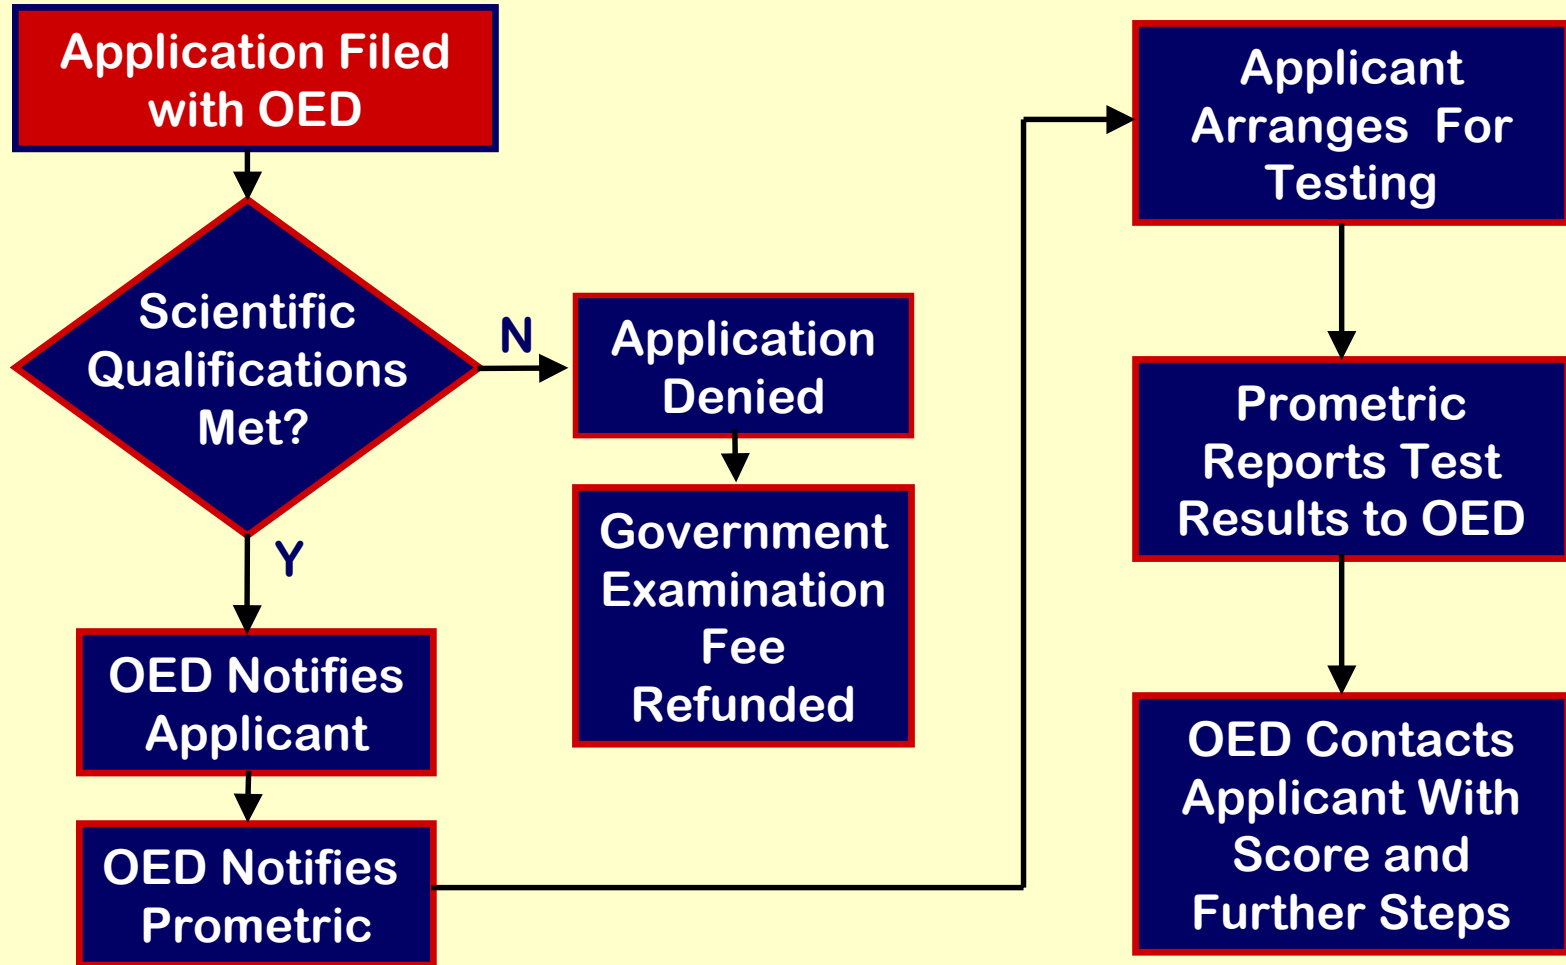 Application Filed
with OED
Scientific
Qualifications
Met?
N
Application
Denied
Government
Examination
Fee
Refunded
Y
OED Notifies
Applicant
OED Notifies
Prometric
Applicant
Arranges For
Testing
Prometric
Reports Test
Results to OED
OED Contacts
Applicant With
Score and
Further Steps